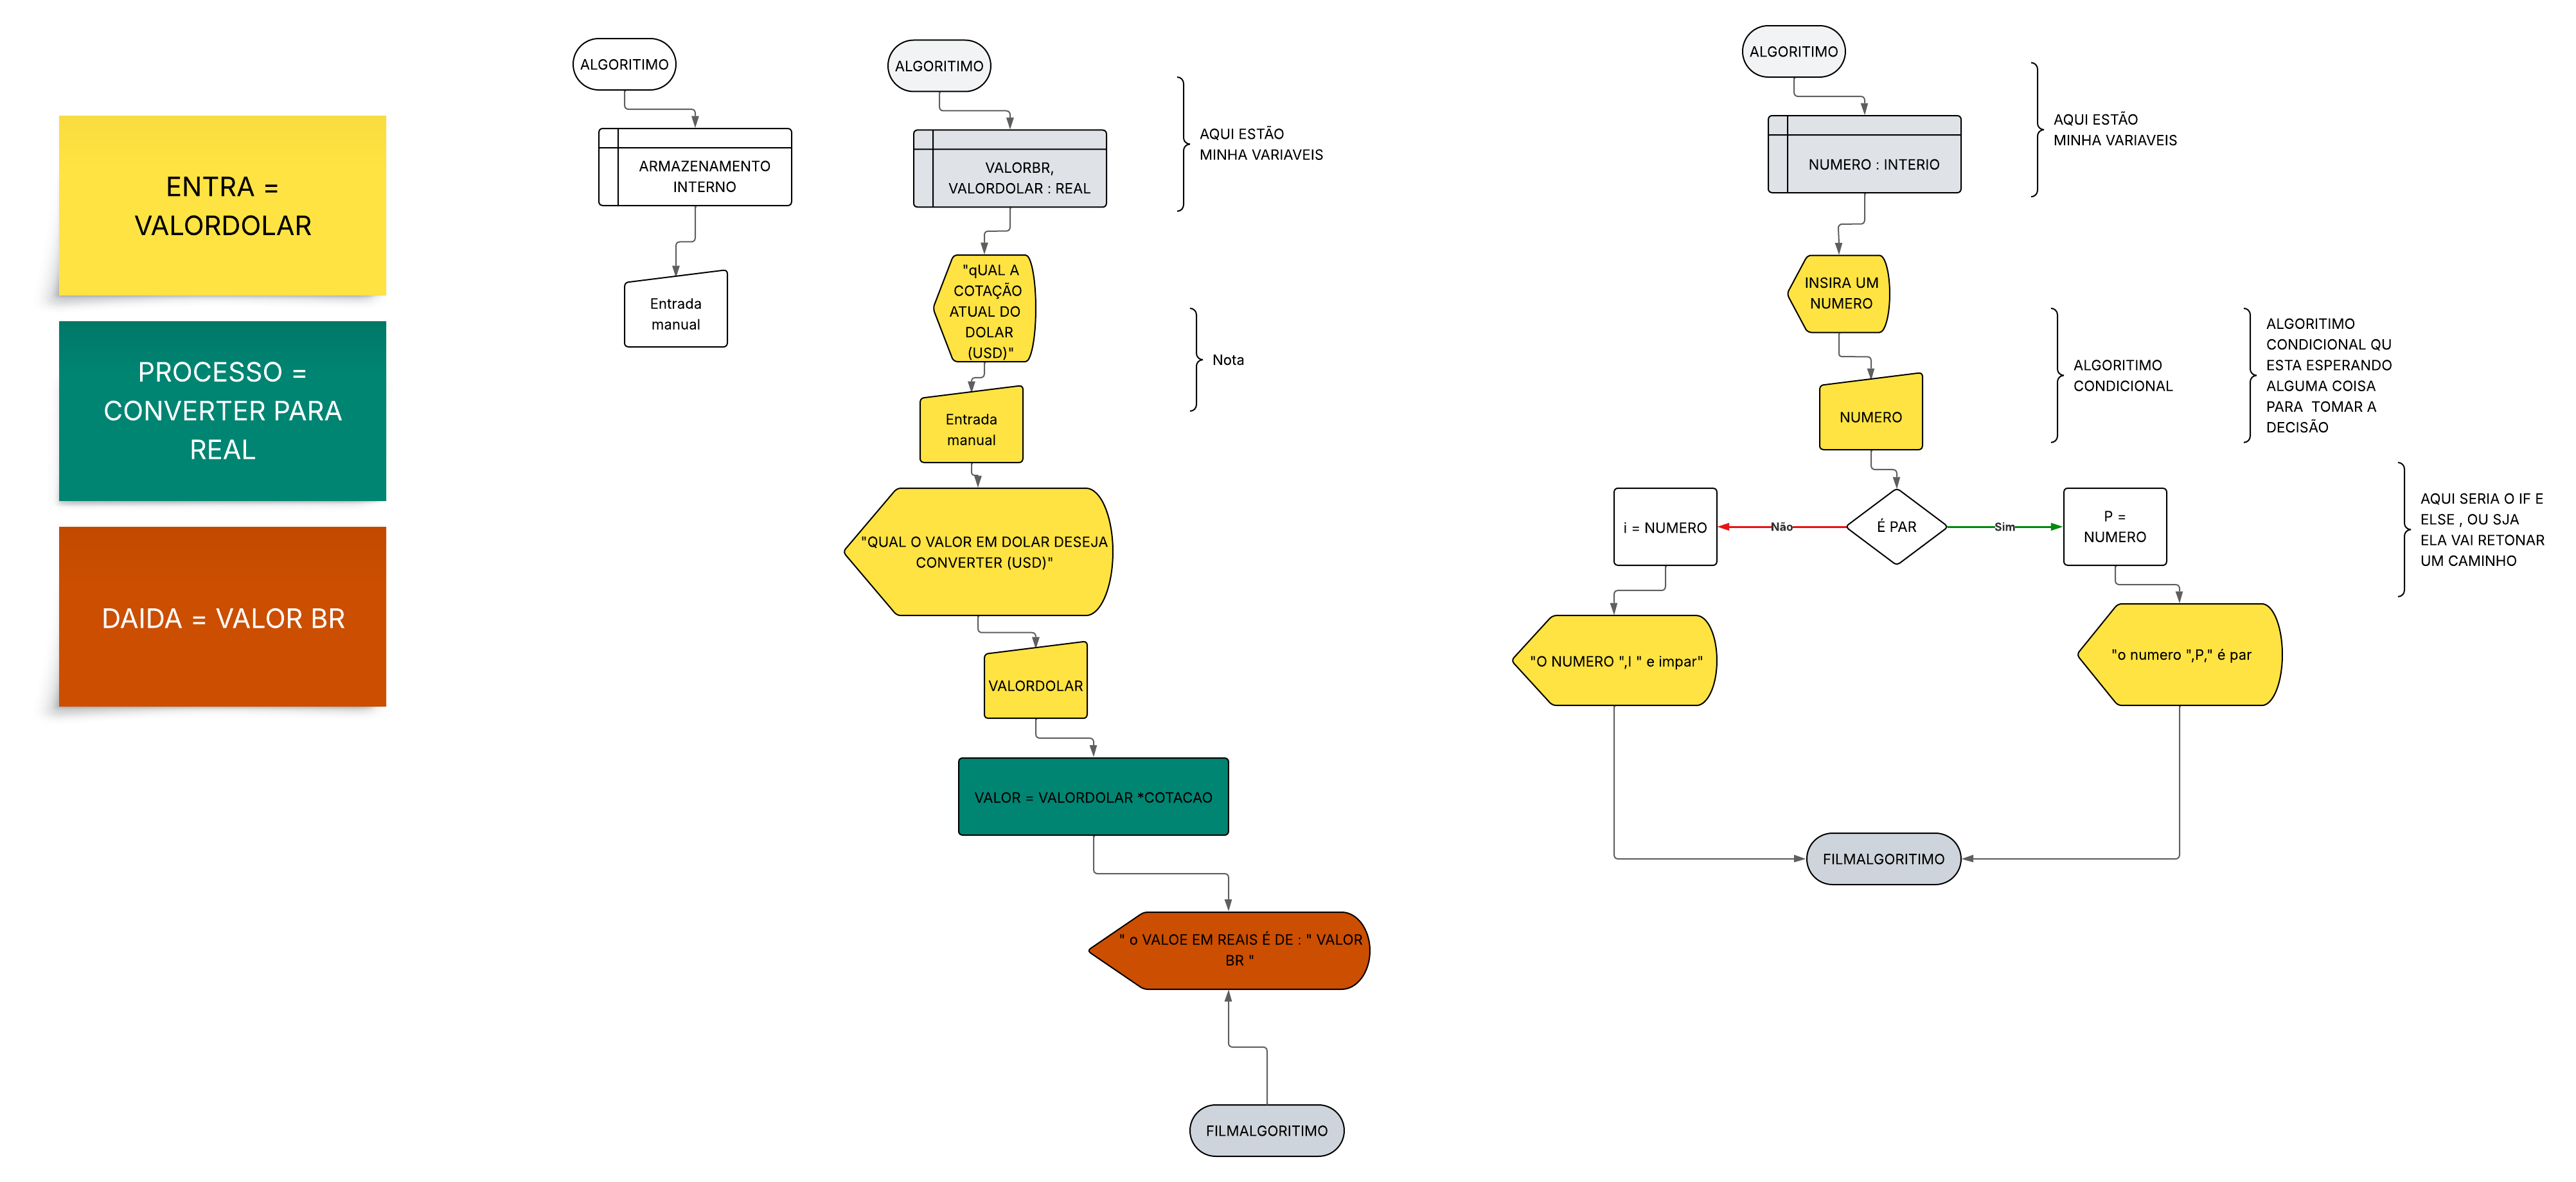 ENTRA =
VALORDOLAR
PROCESSO =
CONVERTER PARA
REAL
DAIDA = VALOR BR
ALGORITIMO
ARMAZENAMENTO
INTERNO
Entrada
manual
ALGORITIMO
VALORBR,
VALORDOLAR : REAL
AQUI ESTÃO
MINHA VARIAVEIS
"qUAL A
COTAÇÃO
ATUAL DO
DOLAR
(USD)"
Nota
Entrada
manual
"QUAL O VALOR EM DOLAR DESEJA
CONVERTER (USD)"
VALORDOLAR
VALOR = VALORDOLAR *COTACAO
" o VALOE EM REAIS É DE : " VALOR
BR "
FILMALGORITIMO
ALGORITIMO
NUMERO : INTERIO
AQUI ESTÃO
MINHA VARIAVEIS
INSIRA UM
NUMERO
NUMERO
ALGORITIMO
CONDICIONAL
ALGORITIMO
CONDICIONAL QU
ESTA ESPERANDO
ALGUMA COISA
PARA  TOMAR A
DECISÃO
i = NUMERO
Não
É PAR
Sim
P =
NUMERO
AQUI SERIA O IF E
ELSE , OU SJA
ELA VAI RETONAR
UM CAMINHO
"O NUMERO ",I " e impar"
"o numero ",P," é par
FILMALGORITIMO